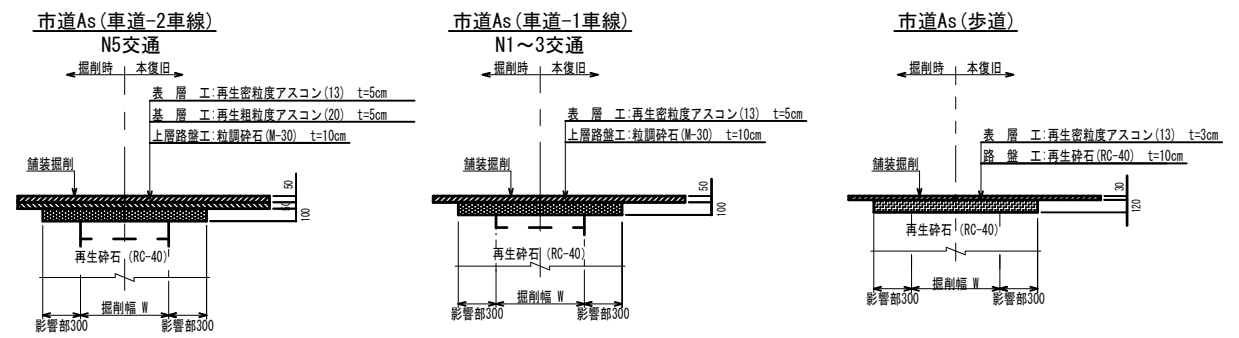 市道As(車道-2車線)
N5交通
掘削時 本復旧
表 層 工:再生密粒度アスコン(13) t=5cm
基 層 工:再生粗粒度アスコン(20) t=5cm
上層路盤工:粒調砕石(M-30) t=10cm
舗装掘削
50
50
100
再生砕石(RC-40)
掘削幅 W
影響部300 影響部300
市道As(車道-1車線)
N1~3交通
掘削時 本復旧
表 層 工:再生密粒度アスコン(13) t=5cm
上層路盤工:粒調砕石(M-30) t=10cm
舗装掘削
50
100
再生砕石(RC-40)
掘削幅 W
影響部300 影響部300
市道As(歩道)
掘削時 本復旧
表 層 工:再生密粒度アスコン(13) t=3cm
路 盤 工:再生砕石(RC-40) t=10cm
舗装掘削
30
120
再生砕石(RC-40)
掘削幅 W
影響部300 影響部300